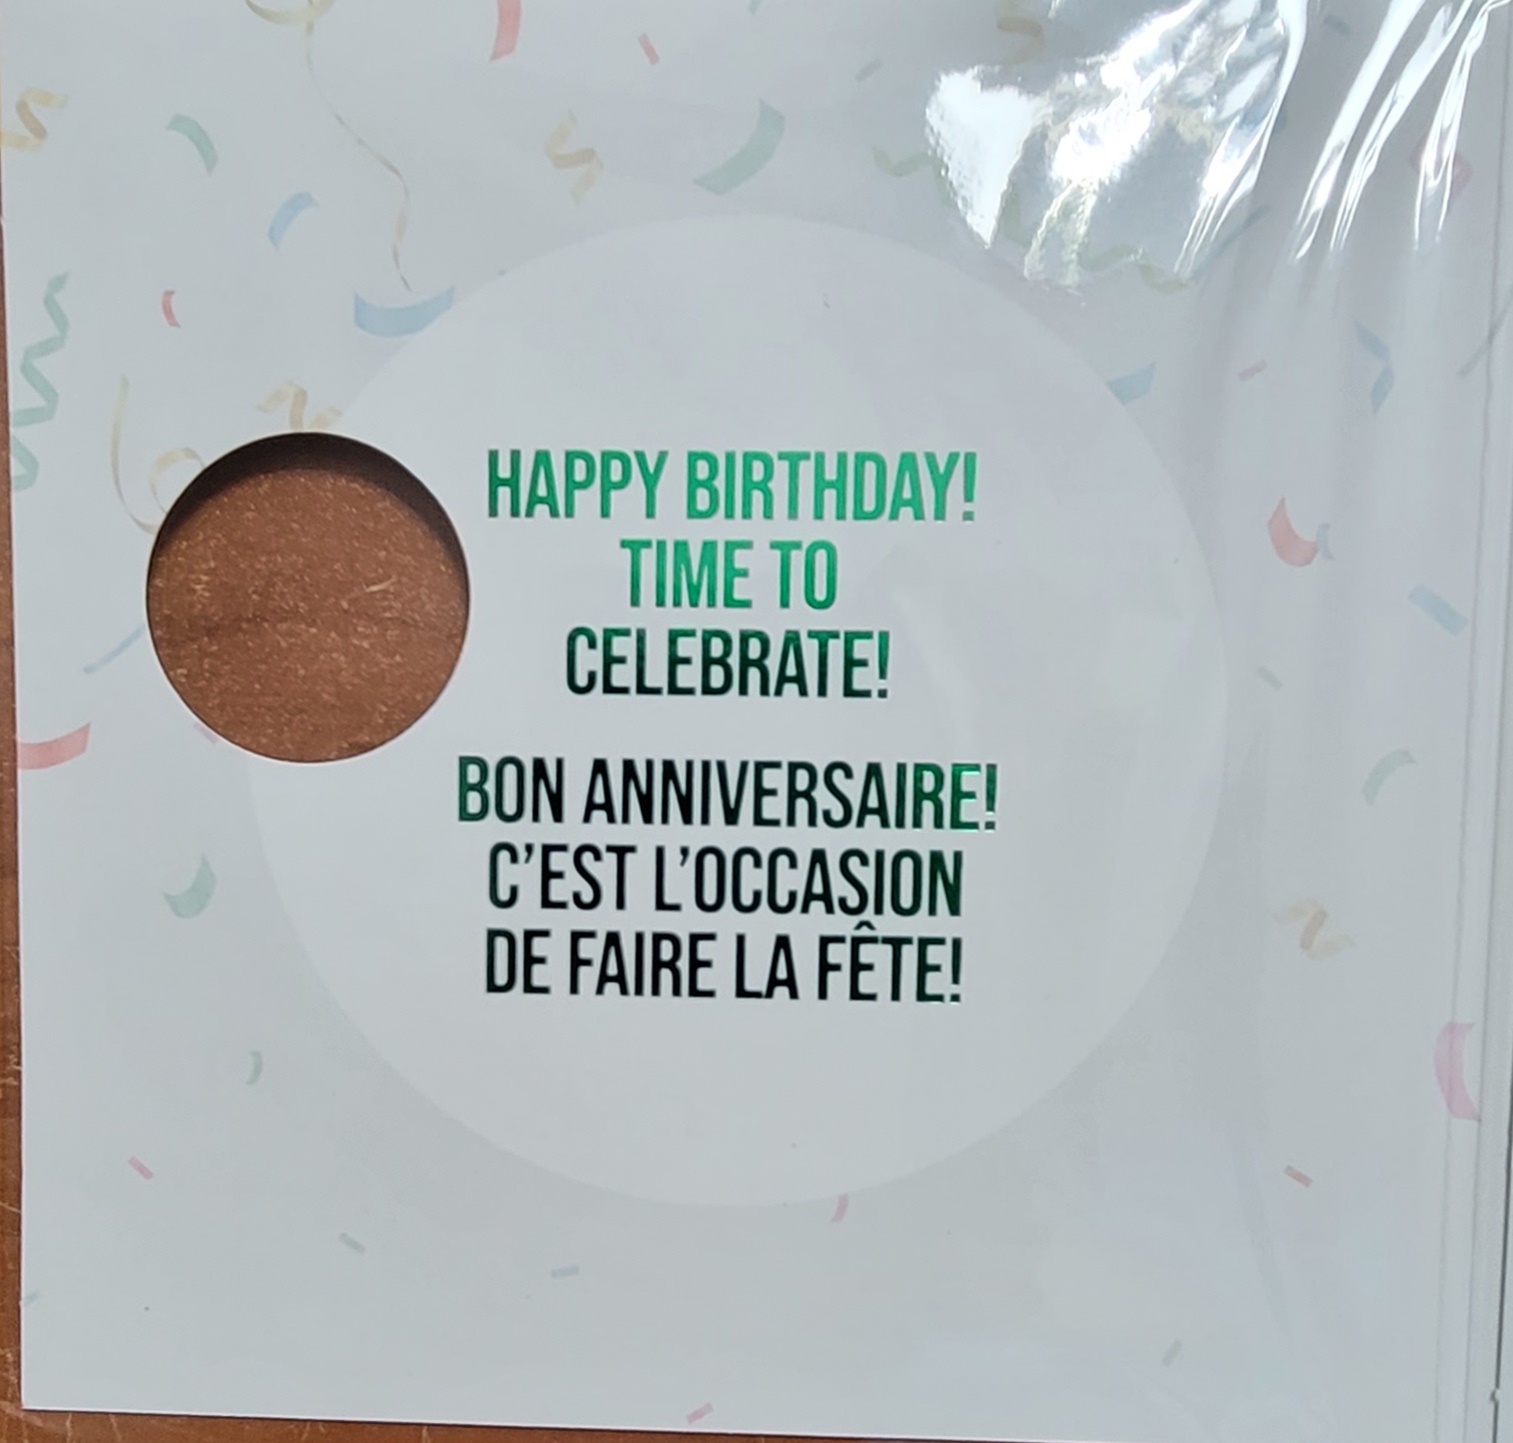 HAPPY BIRTHDAY!
TIME TO
CELEBRATE!
BON ANNIVERSAIRE!
C’EST L’OCCASION
DE FAIRE LA FÊTE!